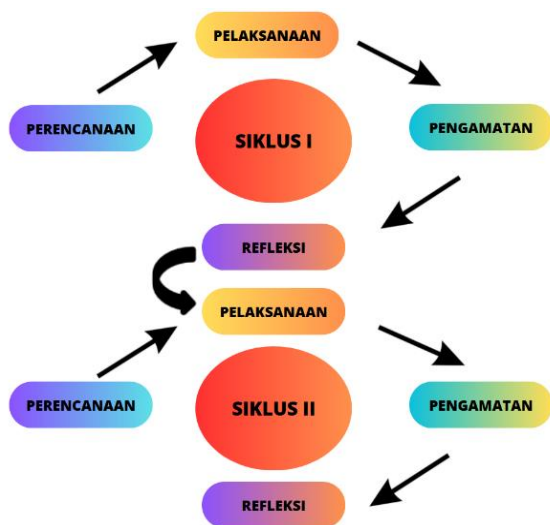 PELAKSANAAN
PERENCANAAN
SIKLUS I
PENGAMATAN
REFLEKSI
PELAKSANAAN
PERENCANAAN
SIKLUS II
PENGAMATAN
REFLEKSI